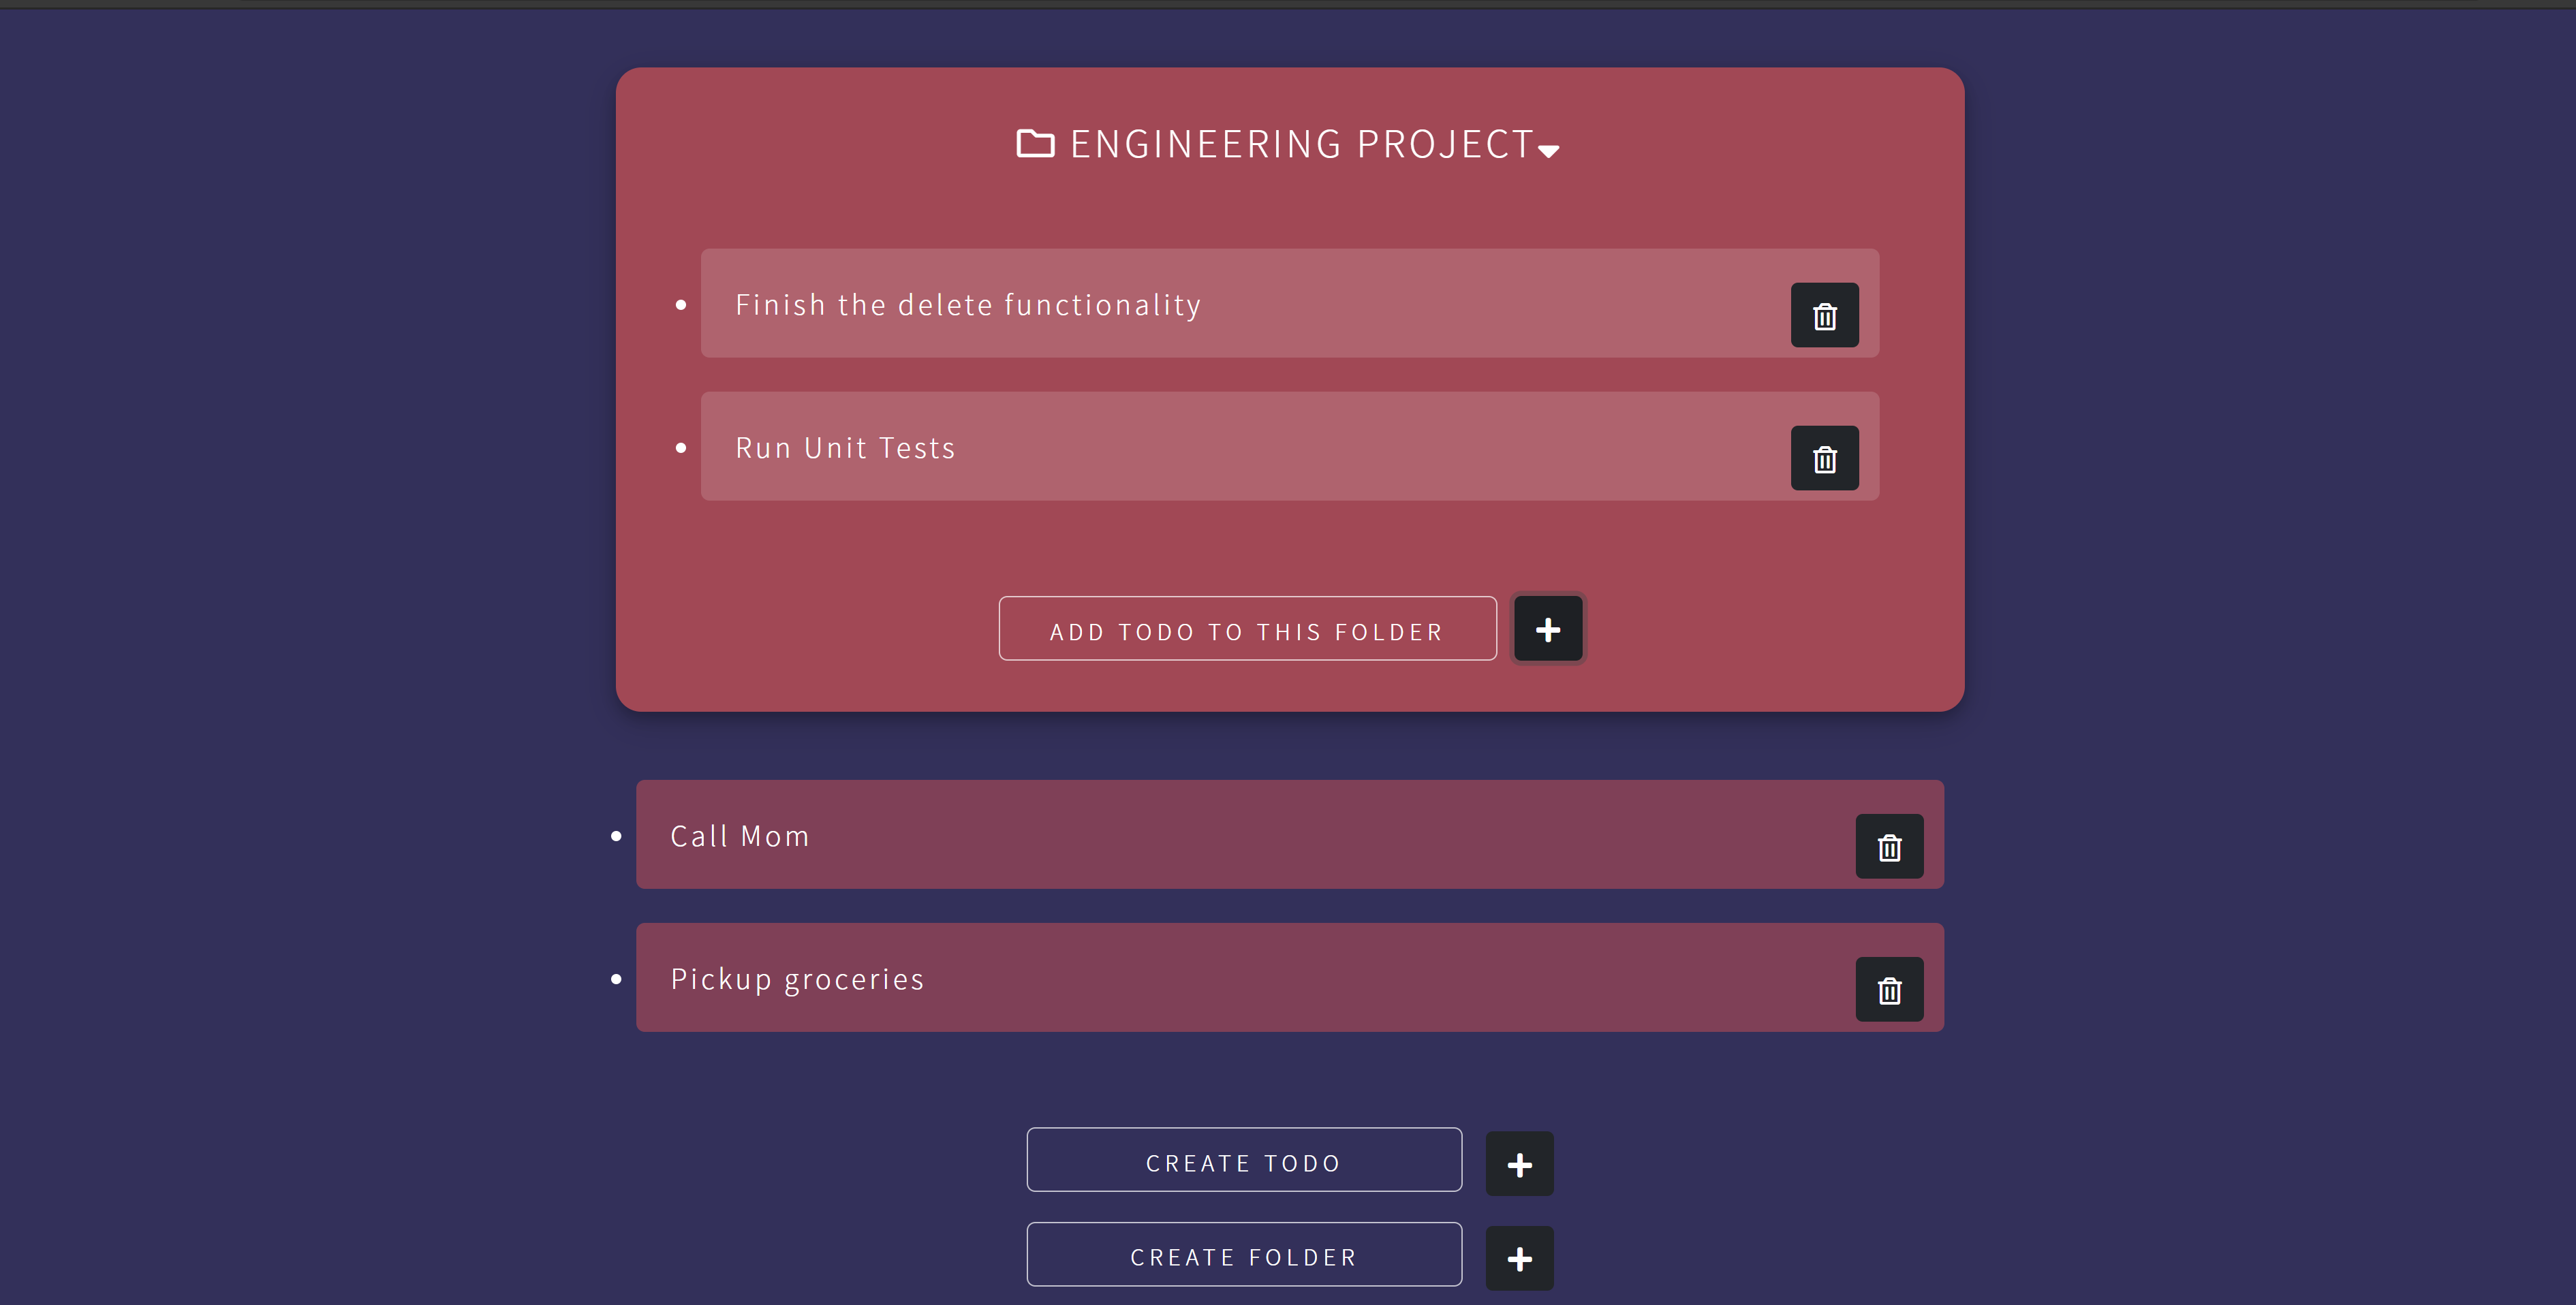 ENGINEERING PROJECT
Finish the delete functionality
Run Unit Tests
ADD TODO TO THIS FOLDER
Call Mom
Pickup groceries
CREATE TODO
CREATE FOLDER